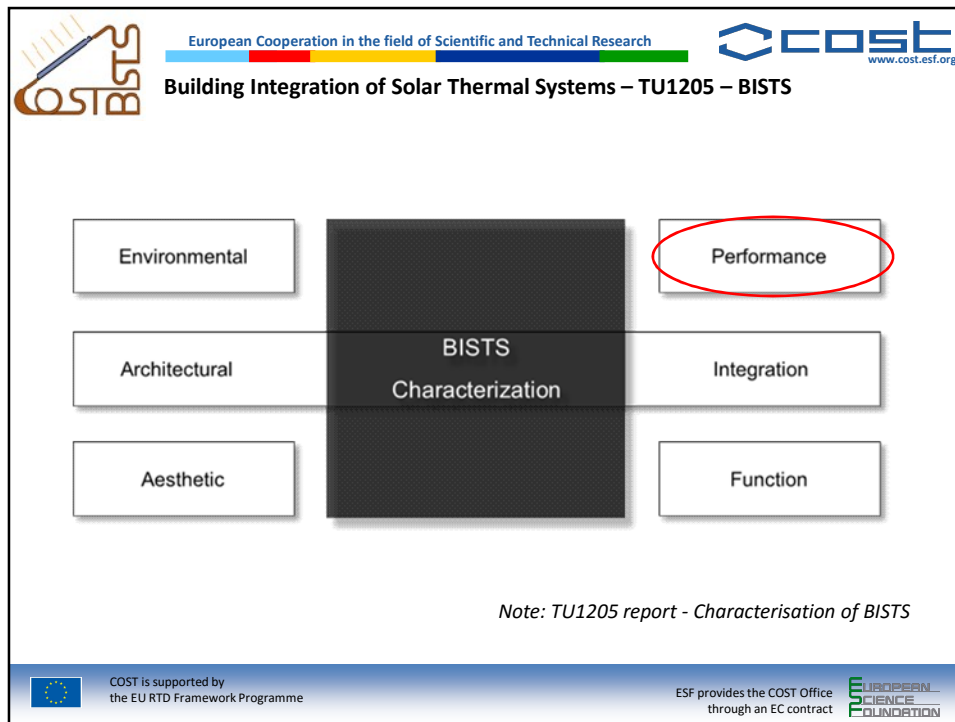 European Cooperation in the field of Scientific and Technical Research
cost
www.cost.esf.org
COST BISTS
Building Integration of Solar Thermal Systems – TU1205 – BISTS
Environmental
Performance
BISTS
Characterization
Architectural
Integration
Aesthetic
Function
Note: TU1205 report - Characterisation of BISTS
COST is supported by
the EU RTD Framework Programme
ESF provides the COST Office
through an EC contract
EUROPEAN
SCIENCE
FOUNDATION